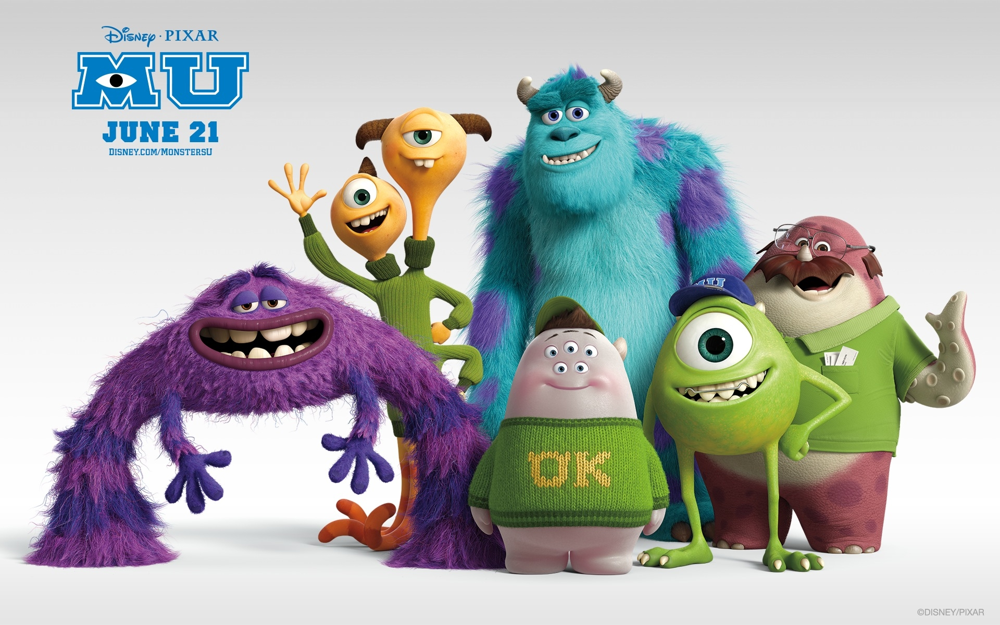 Disney · PIXAR
MU
JUNE 21
DISNEY.COM/MONSTERSU
MU
OK
©DISNEY/PIXAR